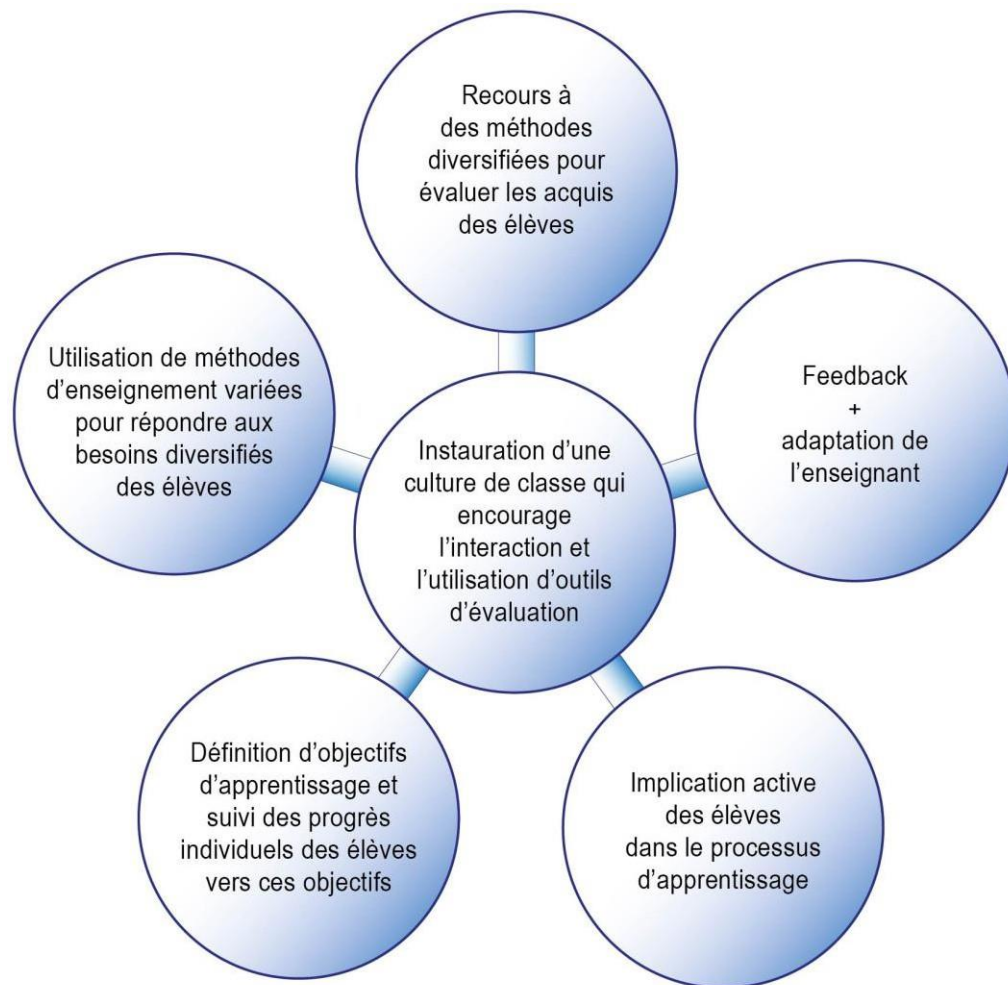 Recours à
des méthodes
diversifiées pour
évaluer les acquis
des élèves
Utilisation de méthodes
d’enseignement variées
pour répondre aux
besoins diversifiés
des élèves
Feedback
+
adaptation de
l’enseignant
Instauration d’une
culture de classe qui
encourage
l’interaction et
l’utilisation d’outils
d’évaluation
Définition d’objectifs
d’apprentissage et
suivi des progrès
individuels des élèves
vers ces objectifs
Implication active
des élèves
dans le processus
d’apprentissage